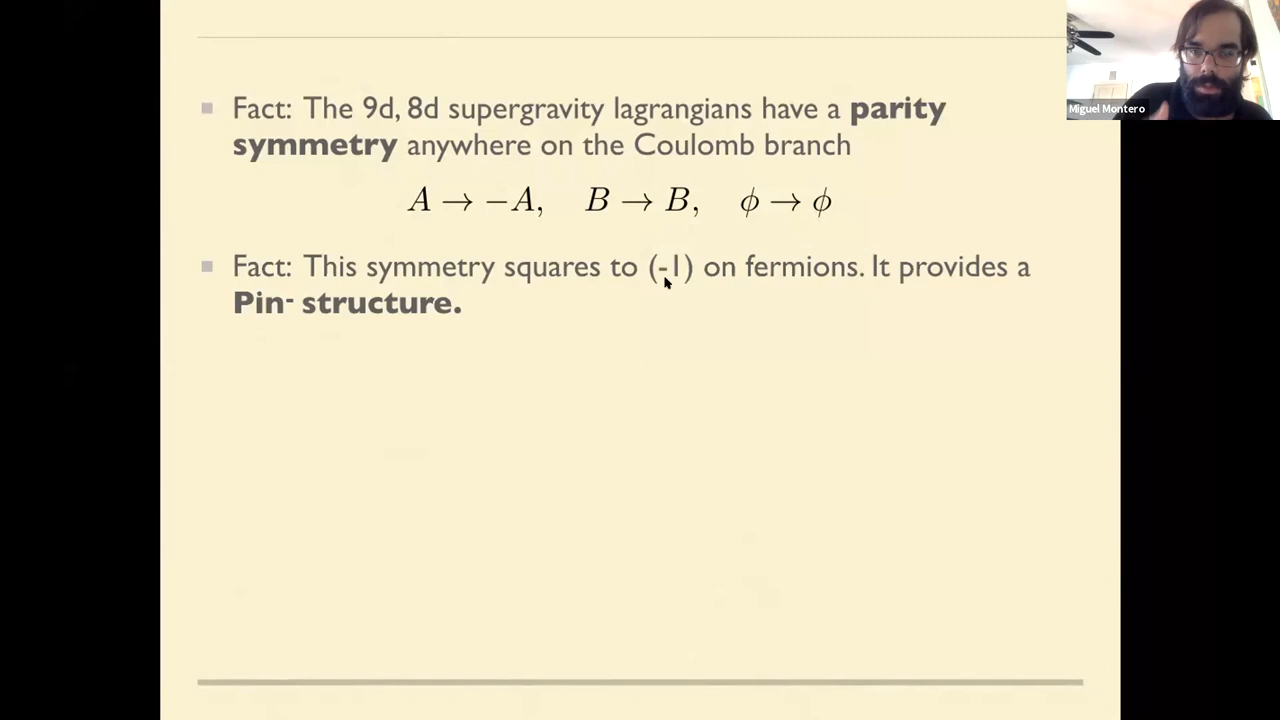 Miguel Montero
Fact: The 9d, 8d supergravity lagrangians have a parity
symmetry anywhere on the Coulomb branch
A → −A, B → B, ϕ → ϕ
Fact: This symmetry squares to (-1) on fermions. It provides a
Pin⁻ structure.